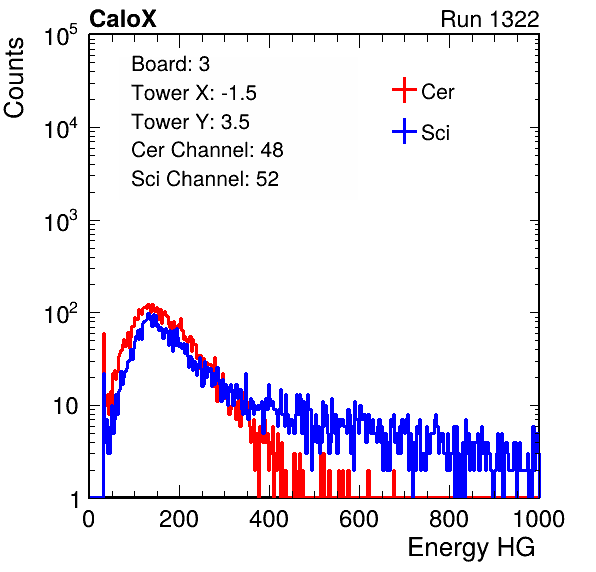 CaloX Run 1322
Counts
10^5
10^4
10^3
10^2
10
1
Board: 3
Tower X: -1.5
Tower Y: 3.5
Cer Channel: 48
Sci Channel: 52
Cer
Sci
0 200 400 600 800 1000
Energy HG